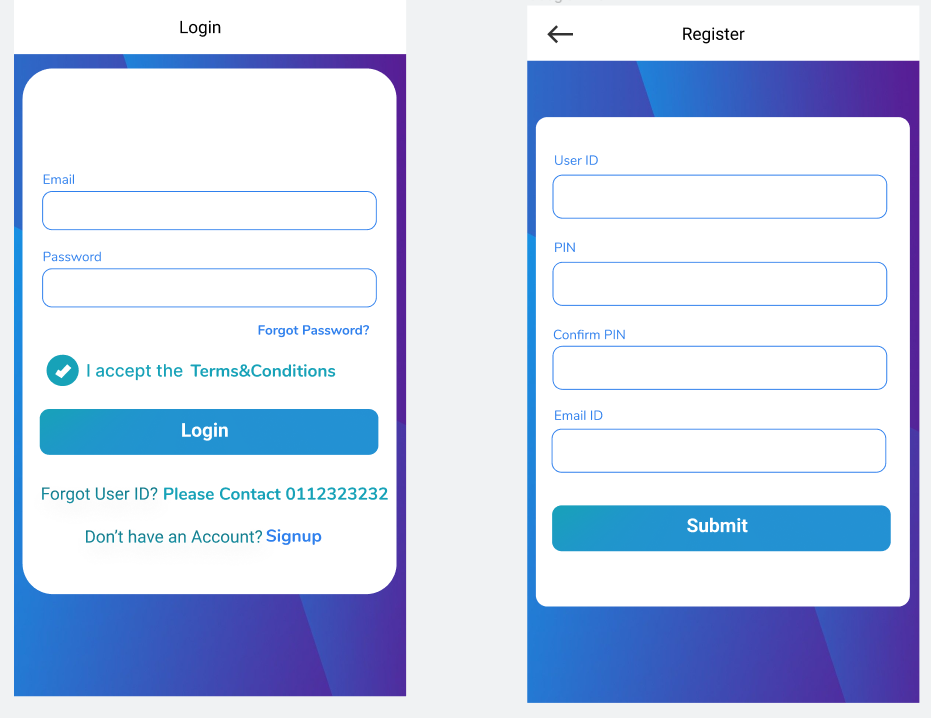 Login
Email
Password
Forgot Password?
I accept the Terms&Conditions
Login
Forgot User ID? Please Contact 0112323232
Don't have an Account? Signup
Register
User ID
PIN
Confirm PIN
Email ID
Submit